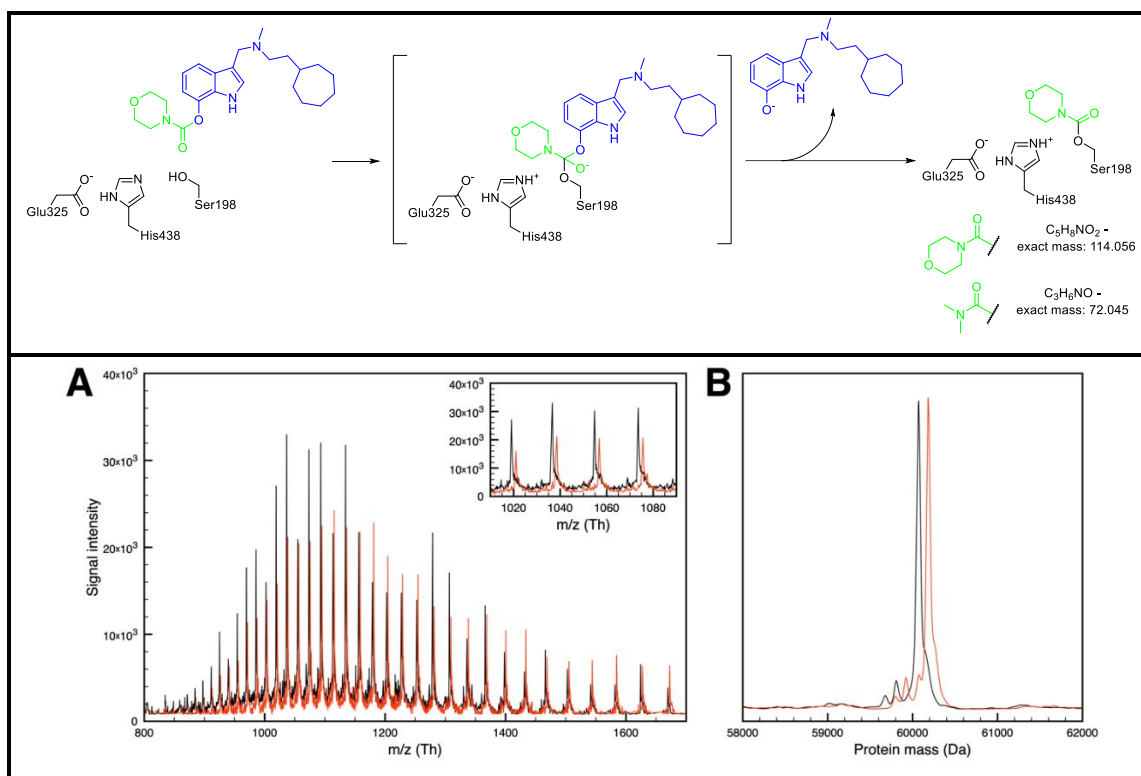 N
O
N
O
O
NH
HO
Ser198
O-
O
Glu325
HN
N
His438
N
O
N
O
O-
O
NH
Ser198
O-
O
Glu325
HN
NH+
His438
N
O-
NH
O
N
O
O
Ser198
O-
O
Glu325
HN
NH+
His438
N
O
O
C5H8NO2 -
exact mass: 114.056
N
O
C3H6NO -
exact mass: 72.045
A
Signal intensity
40×10³
30×10³
20×10³
10×10³
0
800
1000
1200
1400
1600
m/z (Th)
40×10³
30×10³
20×10³
10×10³
0
1020
1040
1060
1080
m/z (Th)
B
58000
59000
60000
61000
62000
Protein mass (Da)